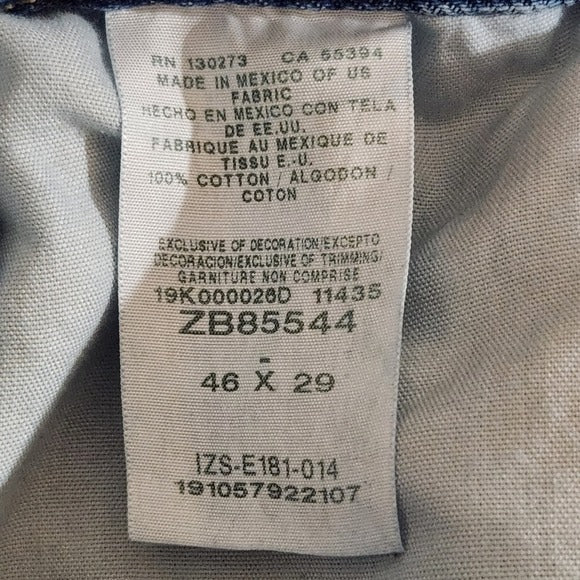 RN 130273 CA 55394
MADE IN MEXICO OF US
FABRIC
HECHO EN MEXICO CON TELA
DE EE.UU.
FABRIQUE AU MEXIQUE DE
TISSU E.-U.
100% COTTON / ALGODON /
COTON
EXCLUSIVE OF DECORATION/EXCEPTO
DECORACION/EXCLUSIVE OF TRIMMING/
GARNITURE NON COMPRISE
19K000026D 11435
ZB85544
-
46 X 29
IZS-E181-014
191057922107